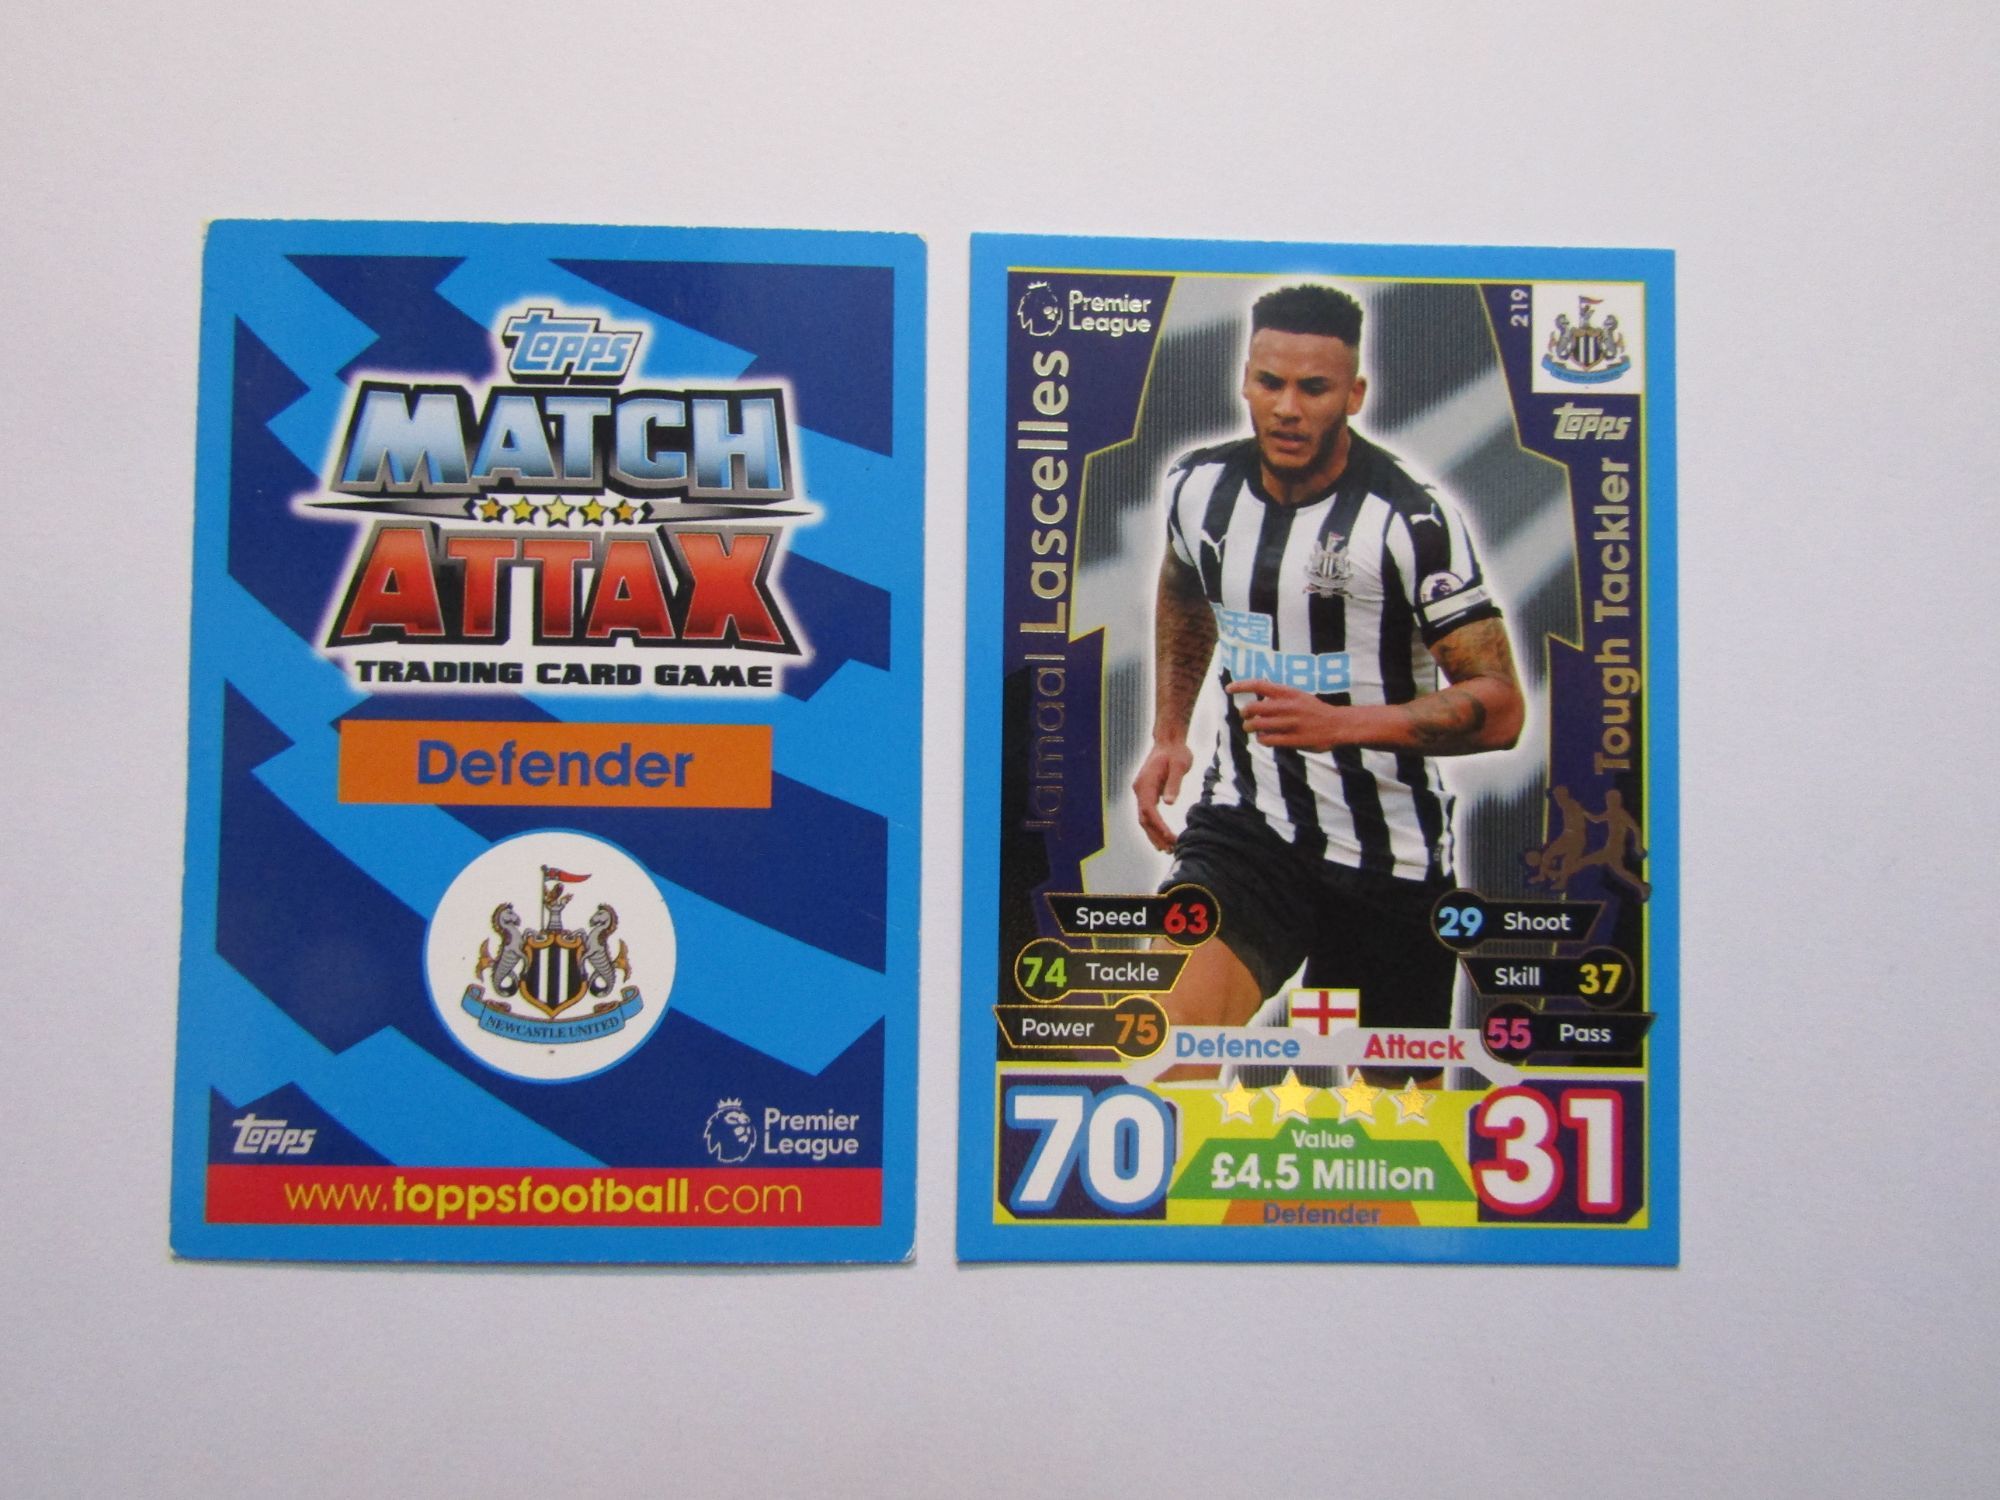 topps
MATCH
ATTAX
TRADING CARD GAME
Defender
NEWCASTLE UNITED
topps
Premier
League
www.toppsfootball.com
Premier
League
219
topps
Jamaal Lascelles
Tough Tackler
FUN88
Speed 63
29 Shoot
74 Tackle
Skill 37
Power 75
55 Pass
Defence
Attack
70
31
Value
£4.5 Million
Defender